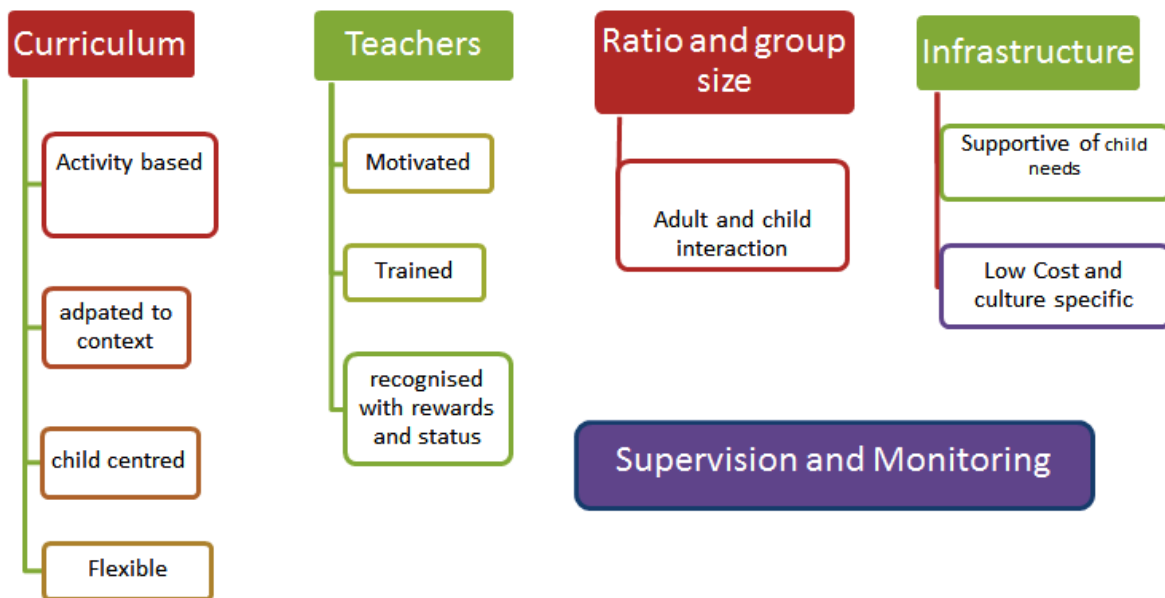 Curriculum
Activity based
adpated to
context
child centred
Flexible
Teachers
Motivated
Trained
recognised
with rewards
and status
Ratio and group
size
Adult and child
interaction
Infrastructure
Supportive of child
needs
Low Cost and
culture specific
Supervision and Monitoring